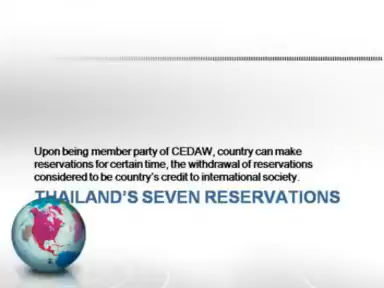 Upon being member party of CEDAW, country can make
reservations for certain time, the withdrawal of reservations
considered to be country's credit to international society.
THAILAND'S SEVEN RESERVATIONS